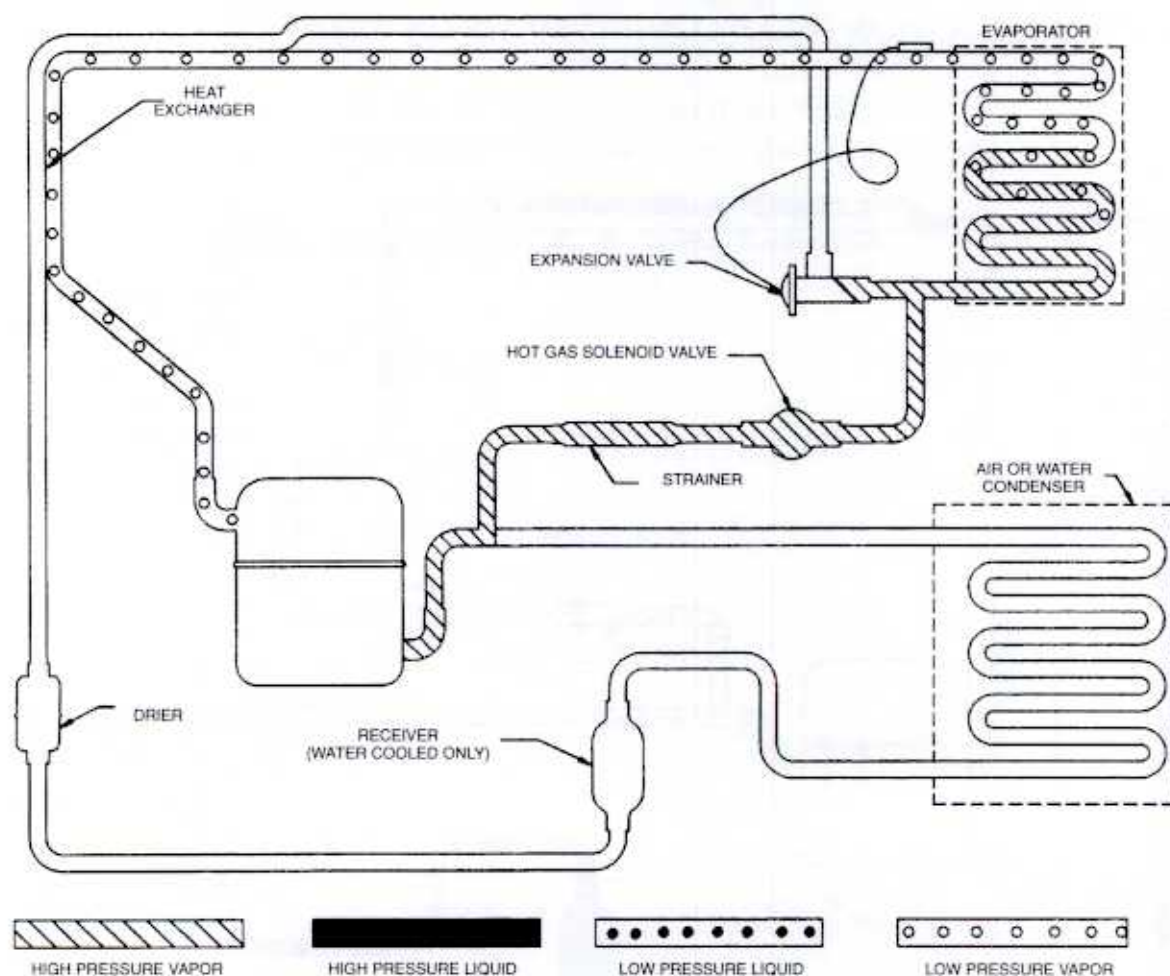 EVAPORATOR
HEAT
EXCHANGER
EXPANSION VALVE
HOT GAS SOLENOID VALVE
STRAINER
AIR OR WATER
CONDENSER
DRIER
RECEIVER
(WATER COOLED ONLY)
HIGH PRESSURE VAPOR
HIGH PRESSURE LIQUID
LOW PRESSURE LIQUID
LOW PRESSURE VAPOR